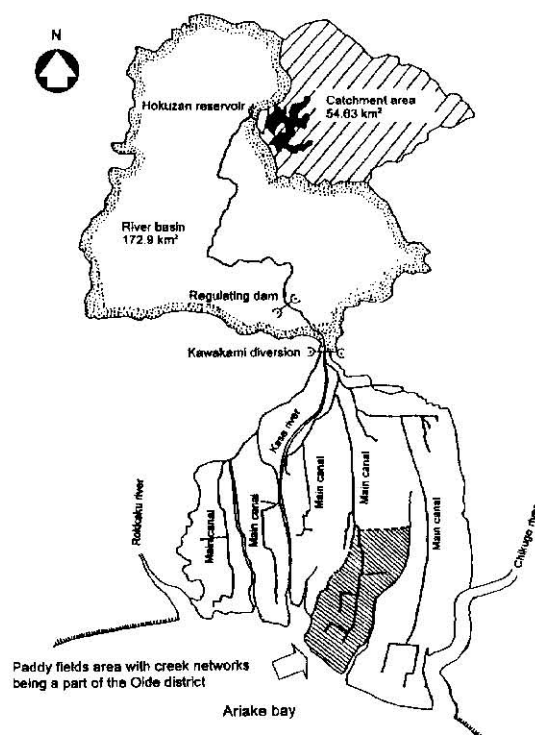 N
Hokuzan reservoir
Catchment area
54.63 km²
River basin
172.9 km²
Regulating dam
Kawakami diversion
Kase river
Rokkaku river
Main canal
Main canal
Main canal
Main canal
Chikugo river
Paddy fields area with creek networks
being a part of the Oide district
Ariake bay